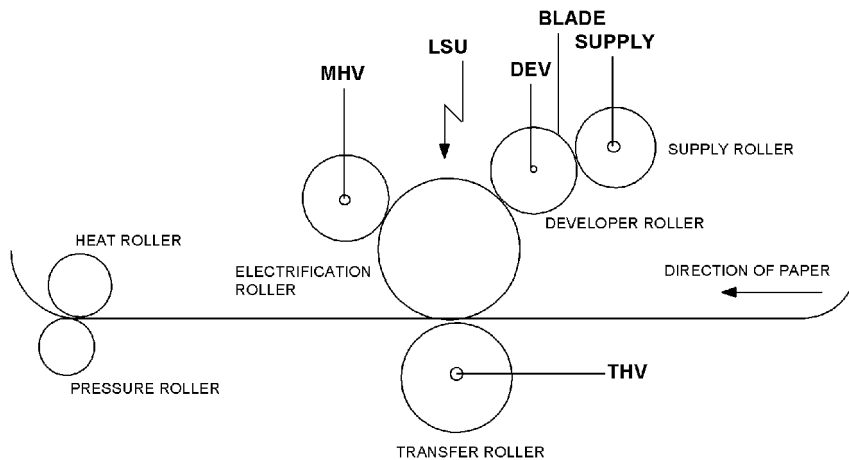 BLADE
SUPPLY
LSU
DEV
MHV
SUPPLY ROLLER
DEVELOPER ROLLER
HEAT ROLLER
ELECTRIFICATION
ROLLER
DIRECTION OF PAPER
PRESSURE ROLLER
THV
TRANSFER ROLLER